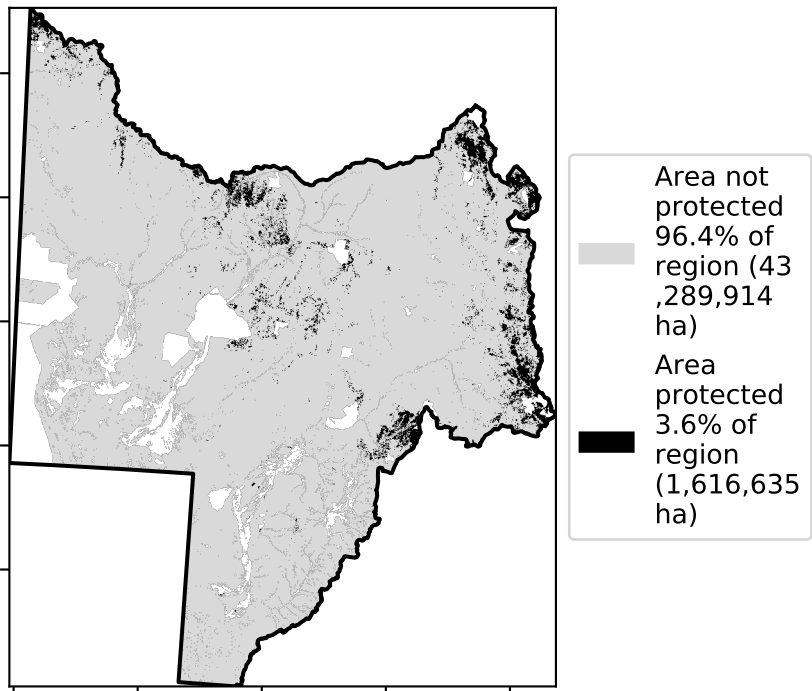 Area not
protected
96.4% of
region (43
,289,914
ha)
Area
protected
3.6% of
region
(1,616,635
ha)